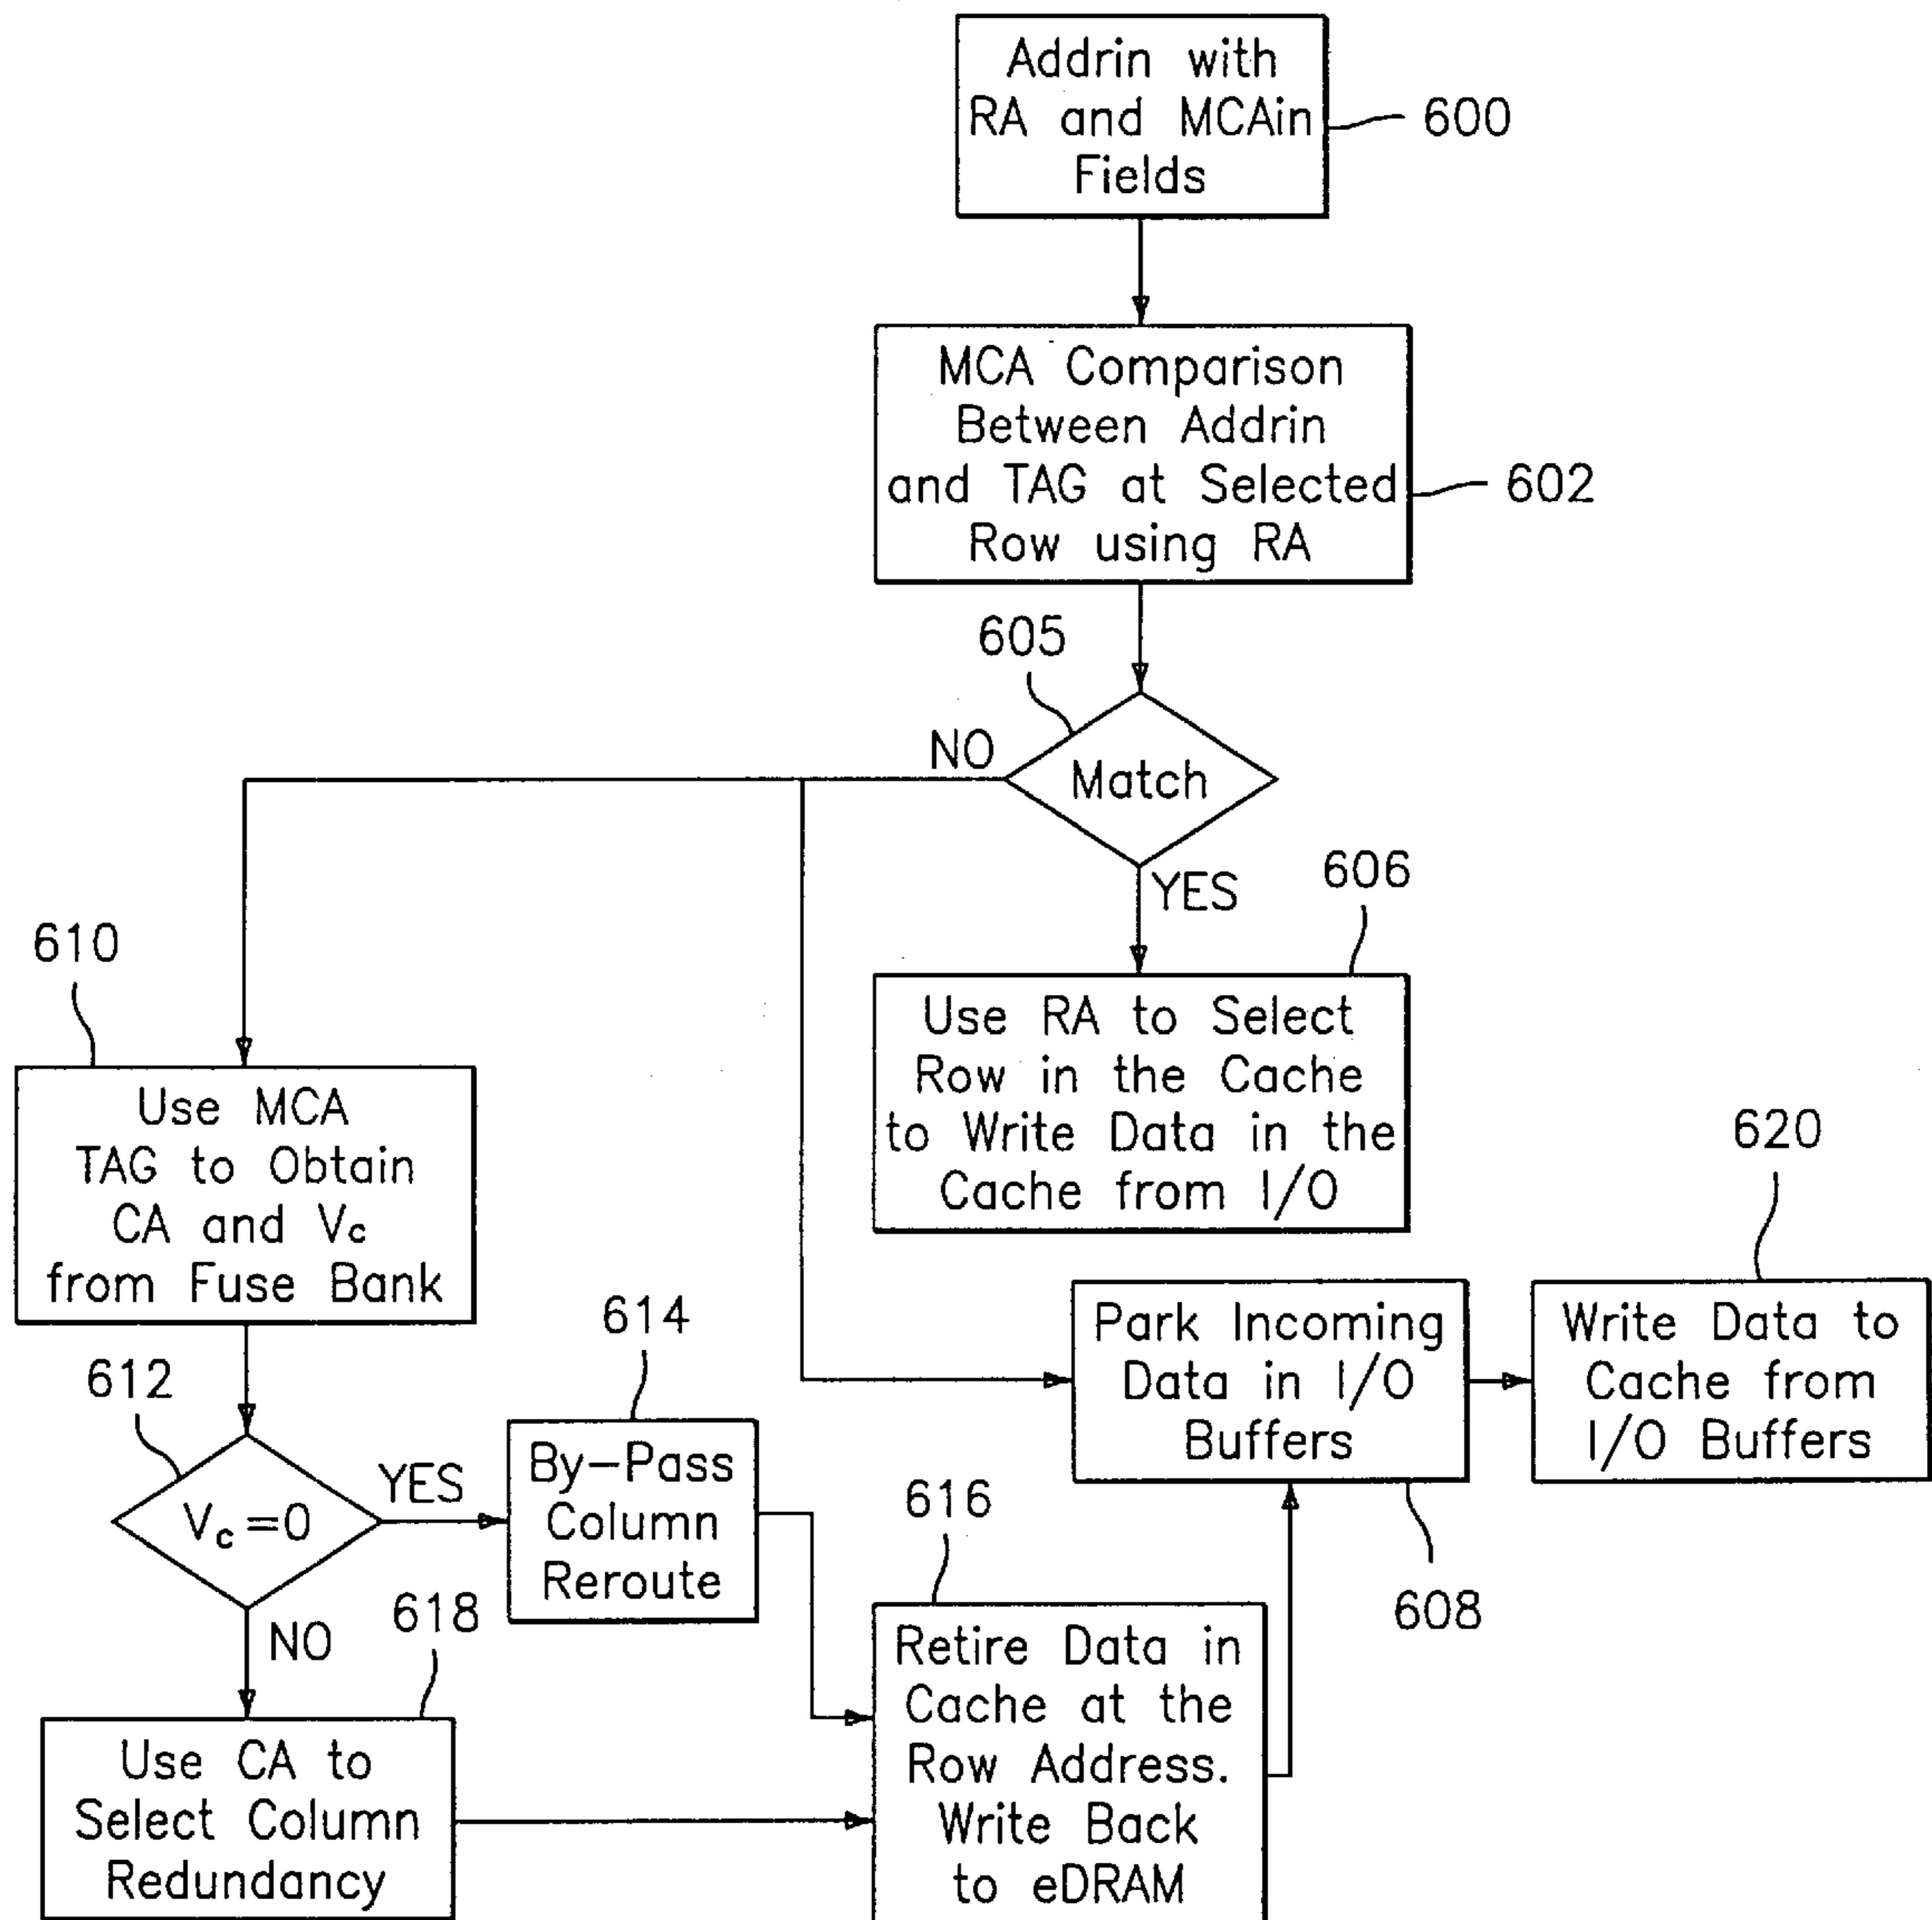 Addrin with
RA and MCAin
Fields
600
MCA Comparison
Between Addrin
and TAG at Selected
Row using RA
602
605
Match
NO
YES
606
Use RA to Select
Row in the Cache
to Write Data in the
Cache from I/O
610
Use MCA
TAG to Obtain
CA and Vc
from Fuse Bank
612
Vc=0
YES
NO
614
By-Pass
Column
Reroute
618
Use CA to
Select Column
Redundancy
616
Retire Data in
Cache at the
Row Address.
Write Back
to eDRAM
Park Incoming
Data in I/O
Buffers
608
620
Write Data to
Cache from
I/O Buffers